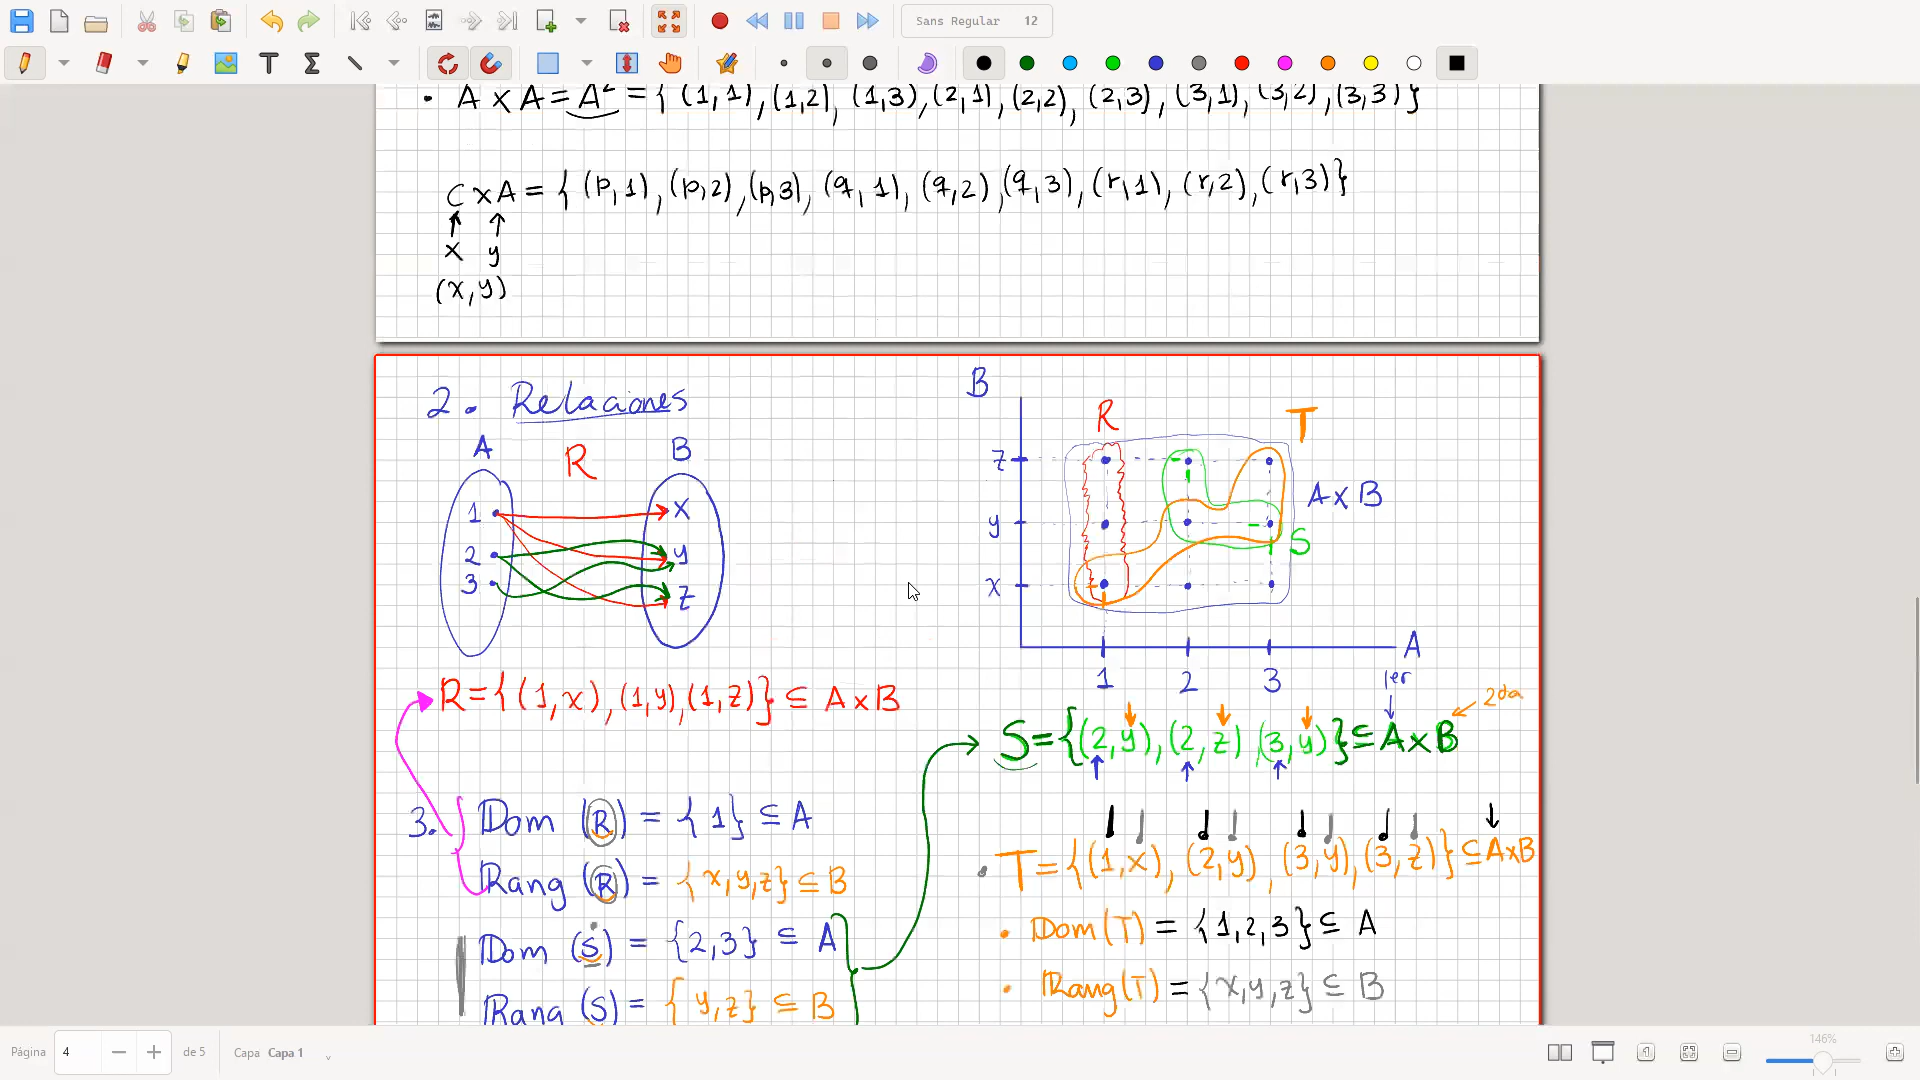 Sans Regular 12
• A x A = A² = { (1,1), (1,2), (1,3), (2,1), (2,2), (2,3), (3,1), (3,2), (3,3) }
C x A = { (p,1), (p,2), (p,3), (q,1), (q,2), (q,3), (r,1), (r,2), (r,3) }
↑ ↑
x y
(x,y)
2. Relaciones
A R B
1 x
2 y
3 z
R = { (1,x), (1,y), (1,z) } ⊆ A x B
3. Dom (R) = { 1 } ⊆ A
Rang (R) = { x,y,z } ⊆ B
Dom (S) = { 2,3 } ⊆ A
Rang (S) = { y,z } ⊆ B
B
R T
z
A x B
y
S
x
A
1 2 3
1er
2da
S = { (2,y), (2,z), (3,y) } ⊆ A x B
• T = { (1,x), (2,y), (3,y), (3,z) } ⊆ A x B
• Dom (T) = { 1,2,3 } ⊆ A
• Rang (T) = { x,y,z } ⊆ B
Página 4 de 5 Capa Capa 1
146%